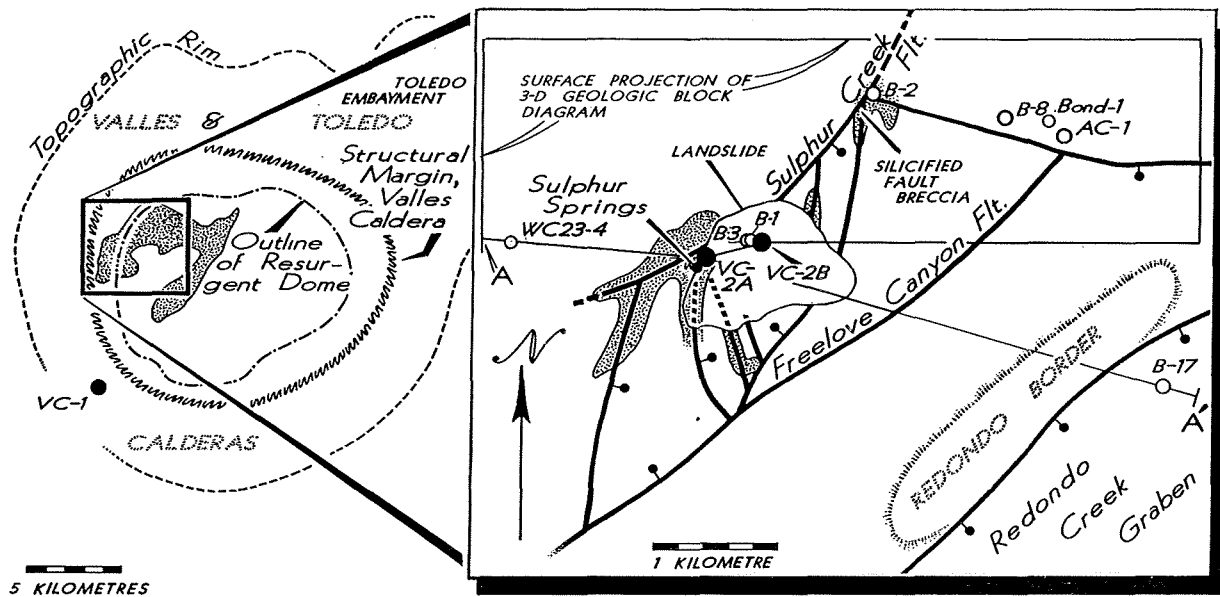 Topographic Rim
TOLEDO
EMBAYMENT
VALLES & TOLEDO
Structural
Margin,
Valles
Caldera
Outline
of Resur-
gent Dome
VC-1
CALDERAS
5 KILOMETRES
SURFACE PROJECTION OF
3-D GEOLOGIC BLOCK
DIAGRAM
Sulphur Creek Flt.
B-2
B-8
Bond-1
AC-1
LANDSLIDE
SILICIFIED
FAULT
BRECCIA
Sulphur
Springs
WC23-4
A
B-3
B-1
VC-
2A
VC-2B
Freelove Canyon Flt.
N
REDONDO BORDER
B-17
A'
Redondo
Creek
Graben
1 KILOMETRE